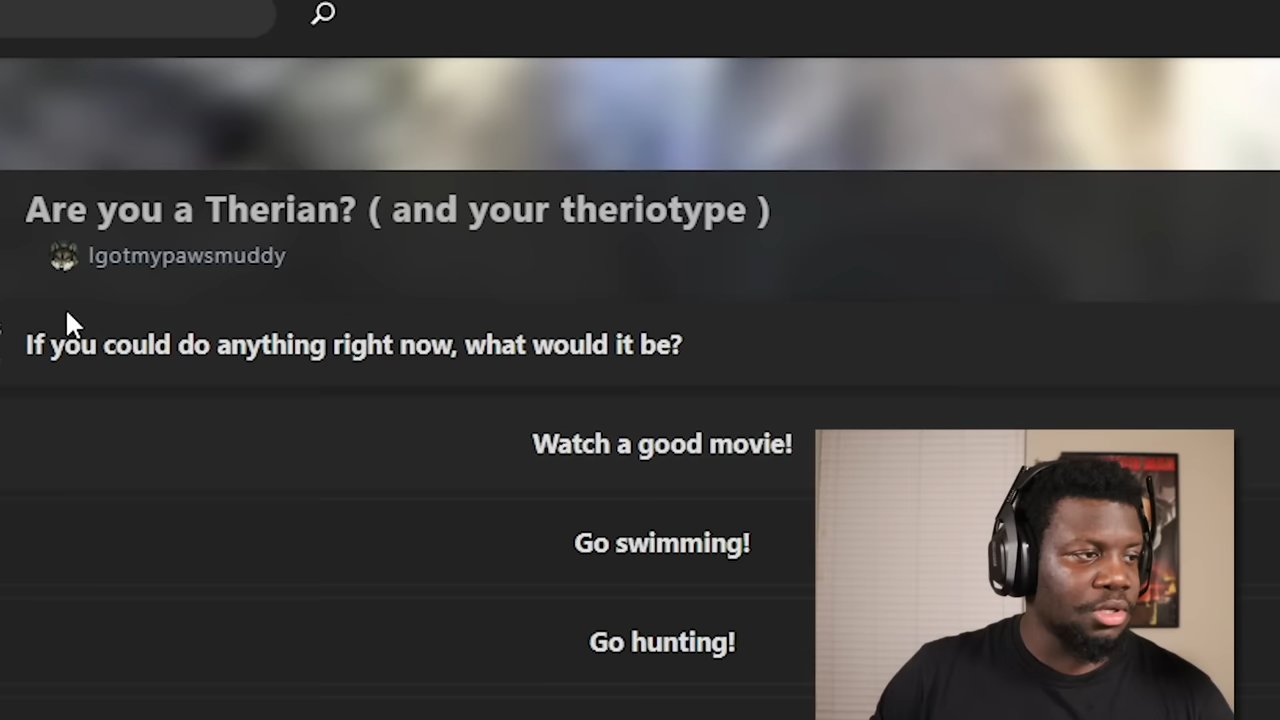 Are you a Therian? ( and your theriotype )
Igotmypawsmuddy
If you could do anything right now, what would it be?
Watch a good movie!
Go swimming!
Go hunting!